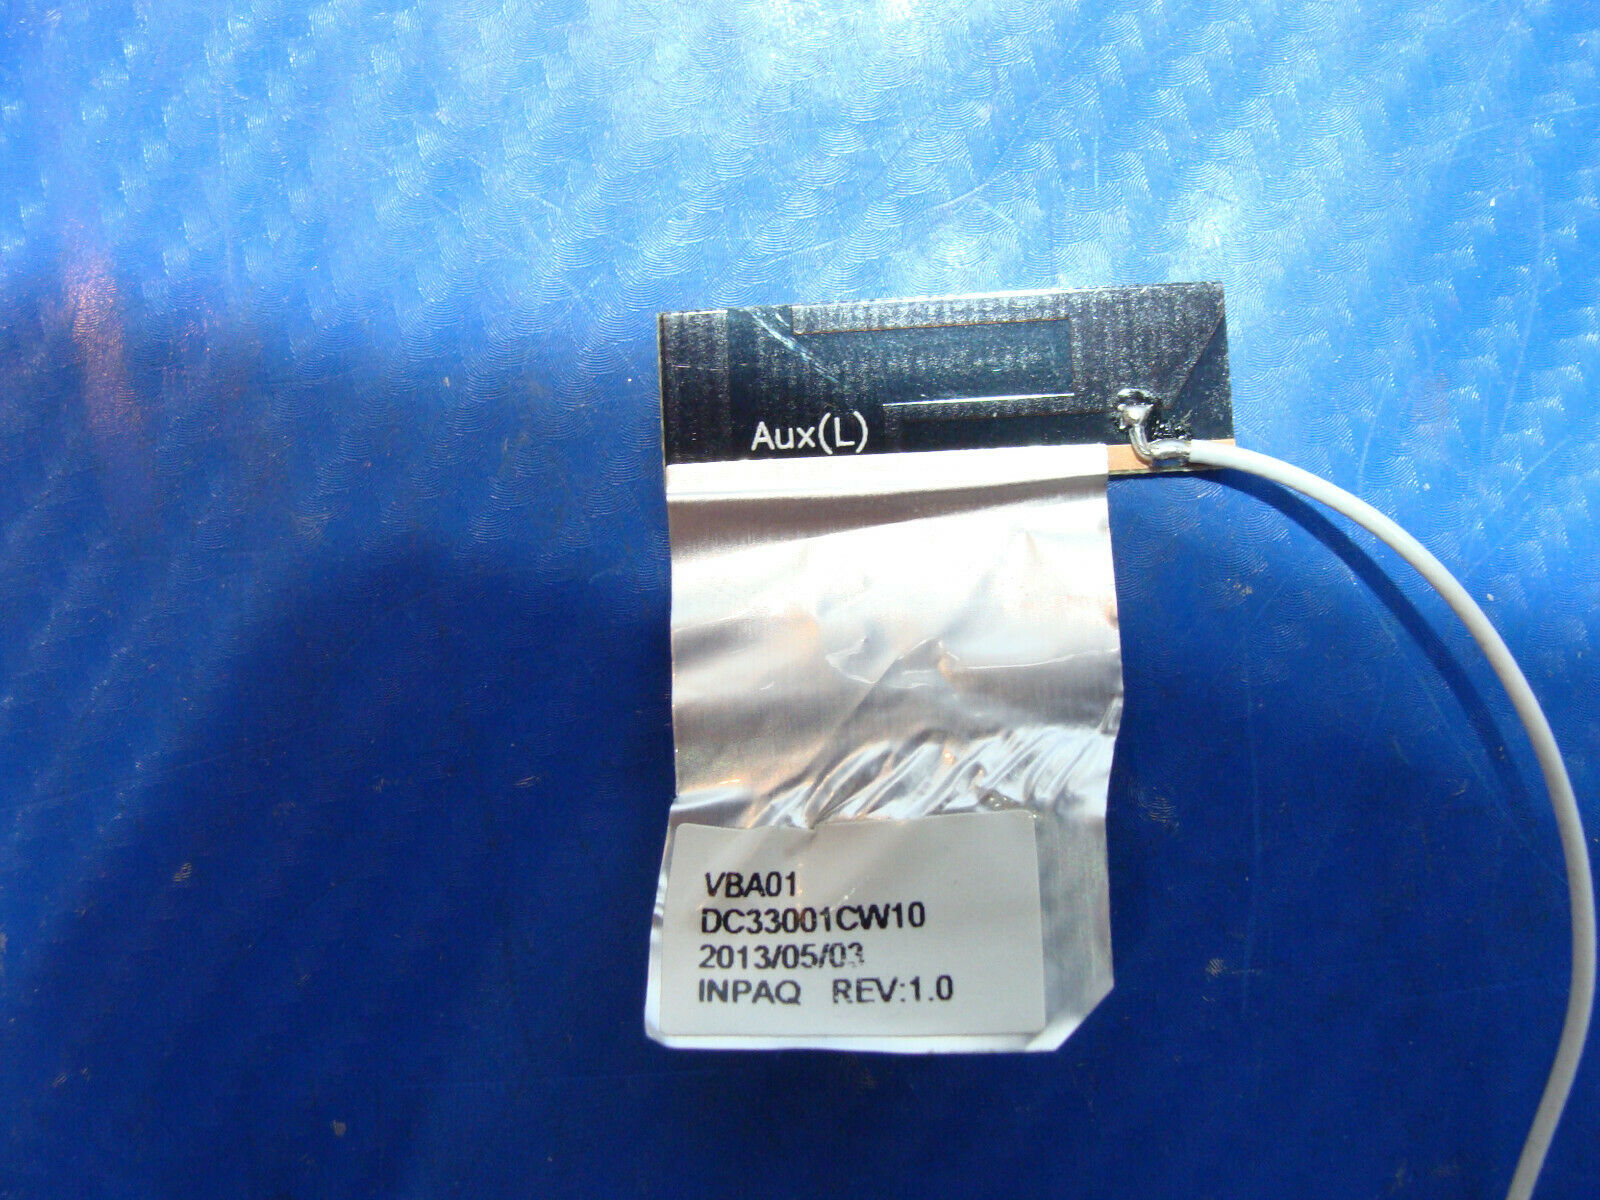 Aux(L)
VBA01
DC33001CW10
2013/05/03
INPAQ REV:1.0